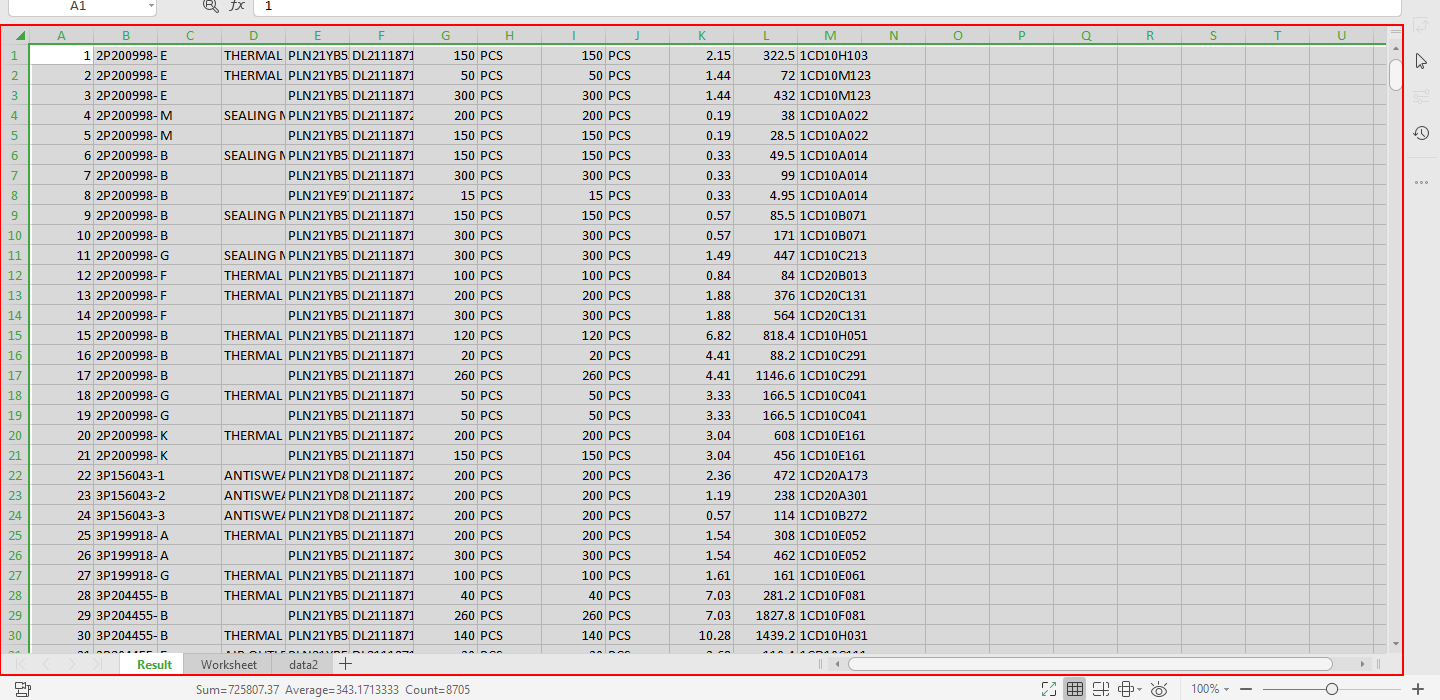 A1 fx 1
A B C D E F G H I J K L M N O P Q R S T U
1 1 2P200998- E THERMAL PLN21YB5 DL2111871 150 PCS 150 PCS 2.15 322.5 1CD10H103
2 2 2P200998- E THERMAL PLN21YB5 DL2111871 50 PCS 50 PCS 1.44 72 1CD10M123
3 3 2P200998- E PLN21YB5 DL2111871 300 PCS 300 PCS 1.44 432 1CD10M123
4 4 2P200998- M SEALING M PLN21YB5 DL2111872 200 PCS 200 PCS 0.19 38 1CD10A022
5 5 2P200998- M PLN21YB5 DL2111871 150 PCS 150 PCS 0.19 28.5 1CD10A022
6 6 2P200998- B SEALING M PLN21YB5 DL2111871 150 PCS 150 PCS 0.33 49.5 1CD10A014
7 7 2P200998- B PLN21YB5 DL2111871 300 PCS 300 PCS 0.33 99 1CD10A014
8 8 2P200998- B PLN21YE9 DL2111872 15 PCS 15 PCS 0.33 4.95 1CD10A014
9 9 2P200998- B SEALING M PLN21YB5 DL2111871 150 PCS 150 PCS 0.57 85.5 1CD10B071
10 10 2P200998- B PLN21YB5 DL2111871 300 PCS 300 PCS 0.57 171 1CD10B071
11 11 2P200998- G SEALING M PLN21YB5 DL2111871 300 PCS 300 PCS 1.49 447 1CD10C213
12 12 2P200998- F THERMAL PLN21YB5 DL2111871 100 PCS 100 PCS 0.84 84 1CD20B013
13 13 2P200998- F THERMAL PLN21YB5 DL2111871 200 PCS 200 PCS 1.88 376 1CD20C131
14 14 2P200998- F PLN21YB5 DL2111871 300 PCS 300 PCS 1.88 564 1CD20C131
15 15 2P200998- B THERMAL PLN21YB5 DL2111871 120 PCS 120 PCS 6.82 818.4 1CD10H051
16 16 2P200998- B THERMAL PLN21YB5 DL2111871 20 PCS 20 PCS 4.41 88.2 1CD10C291
17 17 2P200998- B PLN21YB5 DL2111871 260 PCS 260 PCS 4.41 1146.6 1CD10C291
18 18 2P200998- G THERMAL PLN21YB5 DL2111871 50 PCS 50 PCS 3.33 166.5 1CD10C041
19 19 2P200998- G PLN21YB5 DL2111871 50 PCS 50 PCS 3.33 166.5 1CD10C041
20 20 2P200998- K THERMAL PLN21YB5 DL2111872 200 PCS 200 PCS 3.04 608 1CD10E161
21 21 2P200998- K PLN21YB5 DL2111871 150 PCS 150 PCS 3.04 456 1CD10E161
22 22 3P156043-1 ANTISWEA PLN21YD8 DL2111872 200 PCS 200 PCS 2.36 472 1CD20A173
23 23 3P156043-2 ANTISWEA PLN21YD8 DL2111872 200 PCS 200 PCS 1.19 238 1CD20A301
24 24 3P156043-3 ANTISWEA PLN21YD8 DL2111872 200 PCS 200 PCS 0.57 114 1CD10B272
25 25 3P199918- A THERMAL PLN21YB5 DL2111871 200 PCS 200 PCS 1.54 308 1CD10E052
26 26 3P199918- A PLN21YB5 DL2111872 300 PCS 300 PCS 1.54 462 1CD10E052
27 27 3P199918- G THERMAL PLN21YB5 DL2111871 100 PCS 100 PCS 1.61 161 1CD10E061
28 28 3P204455- B THERMAL PLN21YB5 DL2111871 40 PCS 40 PCS 7.03 281.2 1CD10F081
29 29 3P204455- B PLN21YB5 DL2111871 260 PCS 260 PCS 7.03 1827.8 1CD10F081
30 30 3P204455- B THERMAL PLN21YB5 DL2111871 140 PCS 140 PCS 10.28 1439.2 1CD10H031
Result Worksheet data2
Sum=725807.37 Average=343.1713333 Count=8705 100%